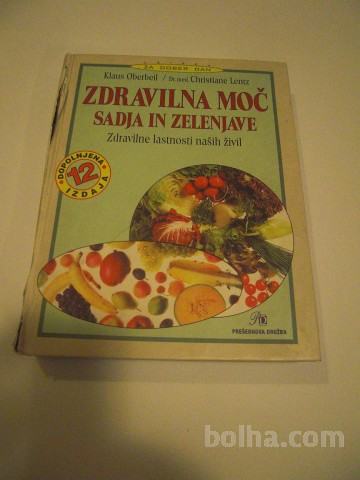 ZA DOBER DAN
Klaus Oberbeil / Dr. med. Christiane Lentz
ZDRAVILNA MOČ
SADJA IN ZELENJAVE
Zdravilne lastnosti naših živil
DOPOLNJENA
12
IZDAJA
PREŠERNOVA DRUŽBA
bolha.com!